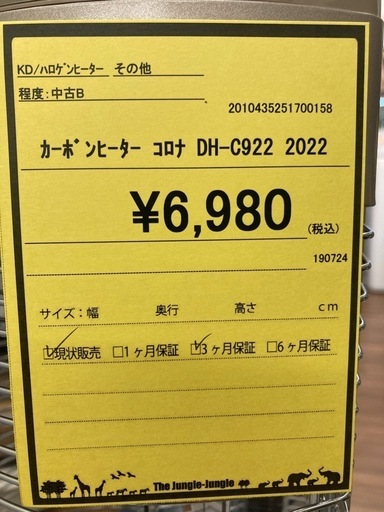 KD/ﾊﾛｹﾞﾝﾋｰﾀｰ その他
程度:中古B
2010435251700158
ｶｰﾎﾞﾝﾋｰﾀｰ ｺﾛﾅ DH-C922 2022
¥6,980
(税込)
190724
サイズ:幅 奥行 高さ cm
☑現状販売 □1ヶ月保証 ☑3ヶ月保証 □6ヶ月保証
The Jungle-Jungle